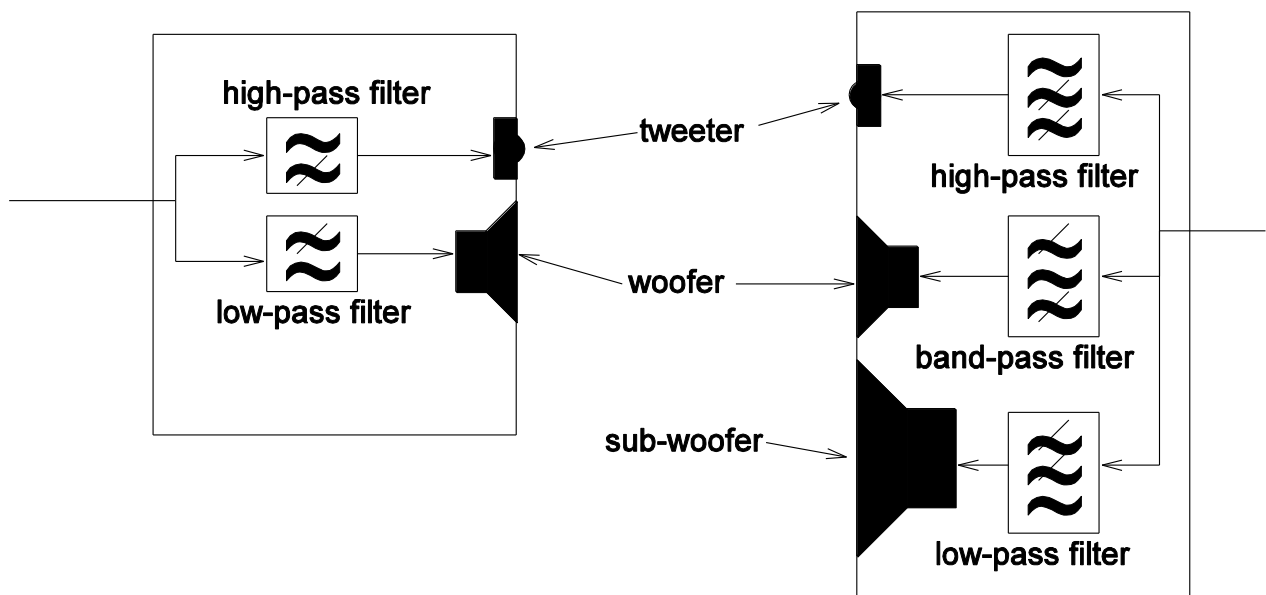 high-pass filter
tweeter
high-pass filter
woofer
low-pass filter
band-pass filter
sub-woofer
low-pass filter